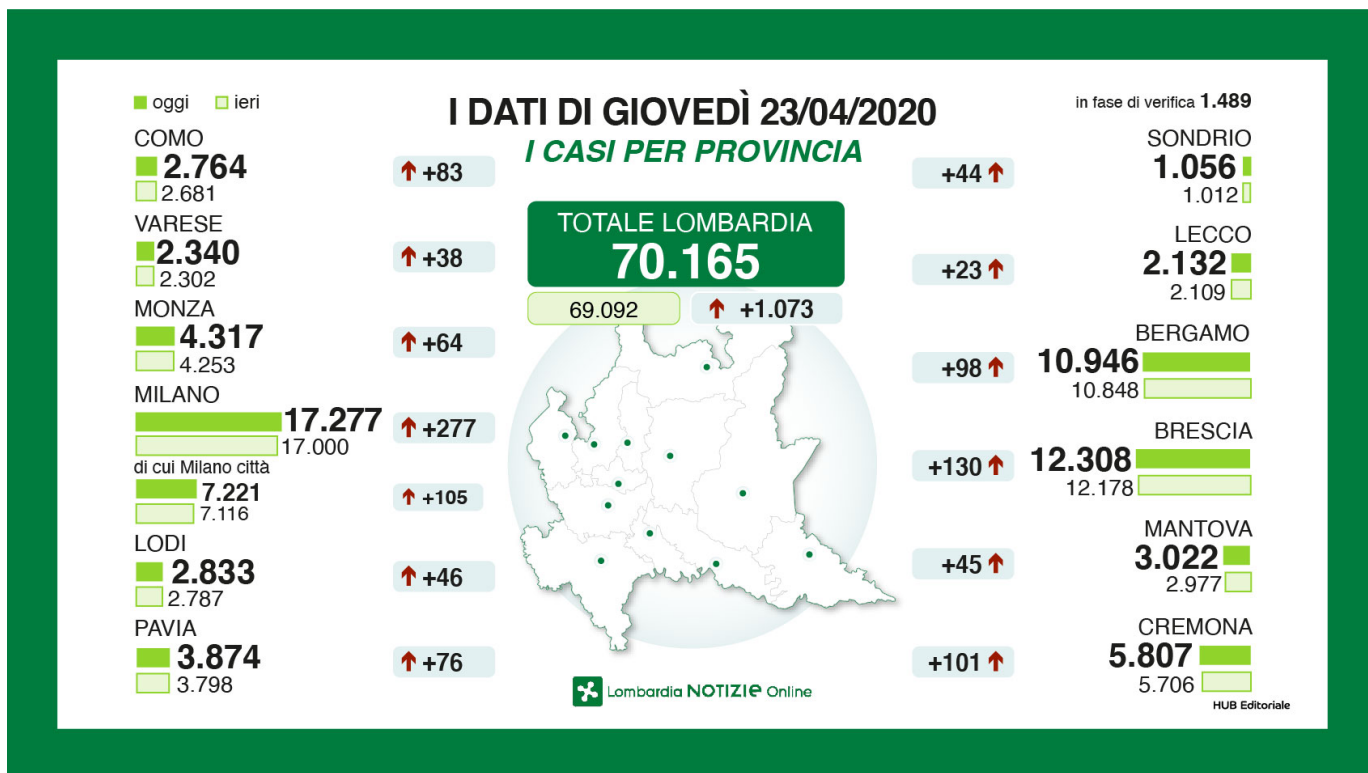 oggi ieri
I DATI DI GIOVEDÌ 23/04/2020
I CASI PER PROVINCIA
in fase di verifica 1.489
COMO
2.764
2.681
+83
VARESE
2.340
2.302
+38
MONZA
4.317
4.253
+64
MILANO
17.277
17.000
+277
di cui Milano città
7.221
7.116
+105
LODI
2.833
2.787
+46
PAVIA
3.874
3.798
+76
TOTALE LOMBARDIA
70.165
69.092
+1.073
Lombardia NOTIZIE Online
SONDRIO
+44
1.056
1.012
LECCO
+23
2.132
2.109
BERGAMO
+98
10.946
10.848
BRESCIA
+130
12.308
12.178
MANTOVA
+45
3.022
2.977
CREMONA
+101
5.807
5.706
HUB Editoriale